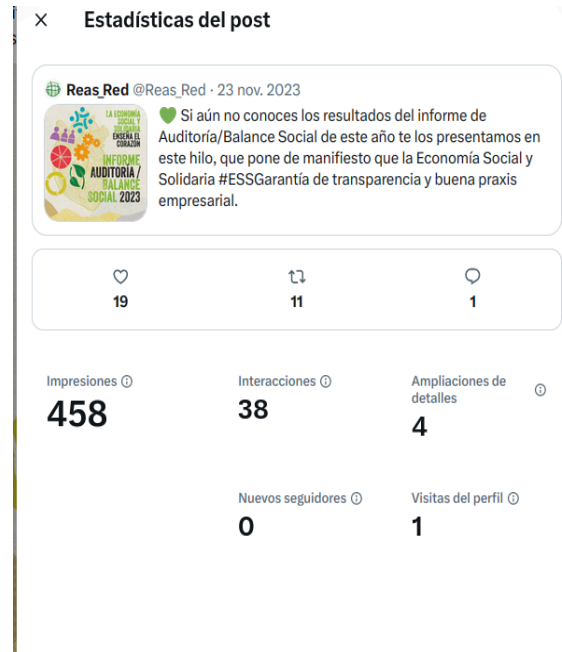 Estadísticas del post
Reas_Red @Reas_Red · 23 nov. 2023
LA ECONOMÍA
SOCIAL Y
SOLIDARIA
ENSEÑA EL
CORAZÓN
INFORME
AUDITORÍA /
BALANCE
SOCIAL 2023
💚 Si aún no conoces los resultados del informe de
Auditoría/Balance Social de este año te los presentamos en
este hilo, que pone de manifiesto que la Economía Social y
Solidaria #ESSGarantía de transparencia y buena praxis
empresarial.
19
11
1
Impresiones
458
Interacciones
38
Ampliaciones de
detalles
4
Nuevos seguidores
0
Visitas del perfil
1